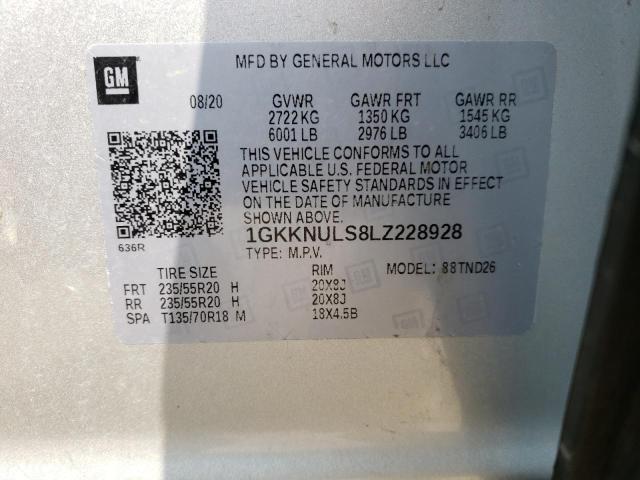 GM
MFD BY GENERAL MOTORS LLC
08/20 GVWR GAWR FRT GAWR RR
2722 KG 1350 KG 1545 KG
6001 LB 2976 LB 3406 LB
THIS VEHICLE CONFORMS TO ALL
APPLICABLE U.S. FEDERAL MOTOR
VEHICLE SAFETY STANDARDS IN EFFECT
ON THE DATE OF MANUFACTURE
SHOWN ABOVE.
636R
1GKKNULS8LZ228928
TYPE: M.P.V.
TIRE SIZE RIM MODEL: 88TND26
FRT 235/55R20 H 20X8J
RR 235/55R20 H 20X8J
SPA T135/70R18 M 18X4.5B